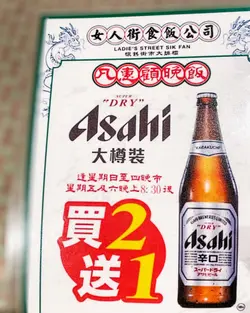 女人街食飯公司
LADIE'S STREET SIK FAN
凡惠顧晚飯
SUPER
"DRY"
Asahi
大樽裝
逢星期日至四晚市
星期五及六晚上8:30後
買2
送1
KARAKUCHI
Asahi
辛口
スーパードライ